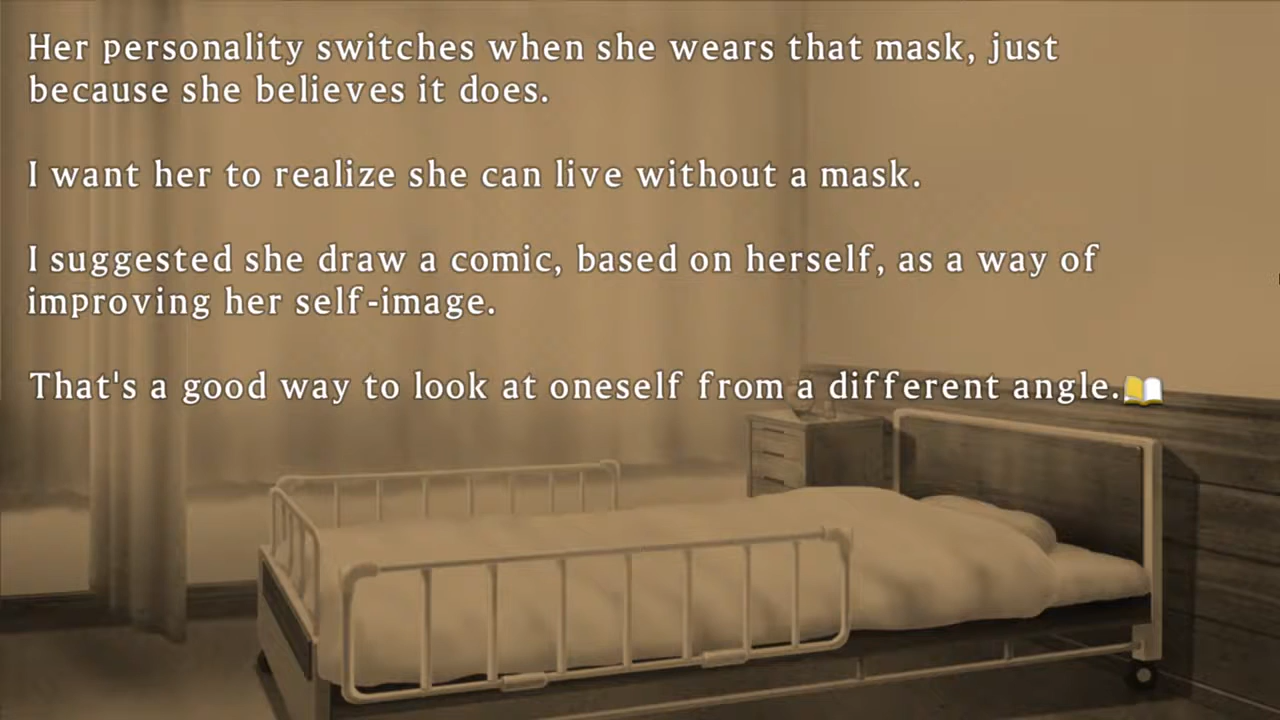 Her personality switches when she wears that mask, just
because she believes it does.
I want her to realize she can live without a mask.
I suggested she draw a comic, based on herself, as a way of
improving her self-image.
That's a good way to look at oneself from a different angle.